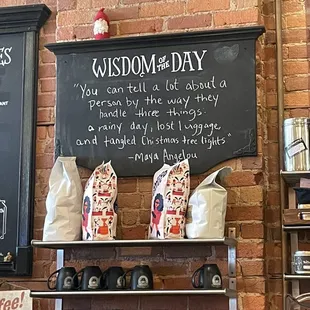 WISDOM OF THE DAY
"You can tell a lot about a
person by the way they
handle three things:
a rainy day, lost luggage,
and tangled Christmas tree lights"
-Maya Angelou
ffee!